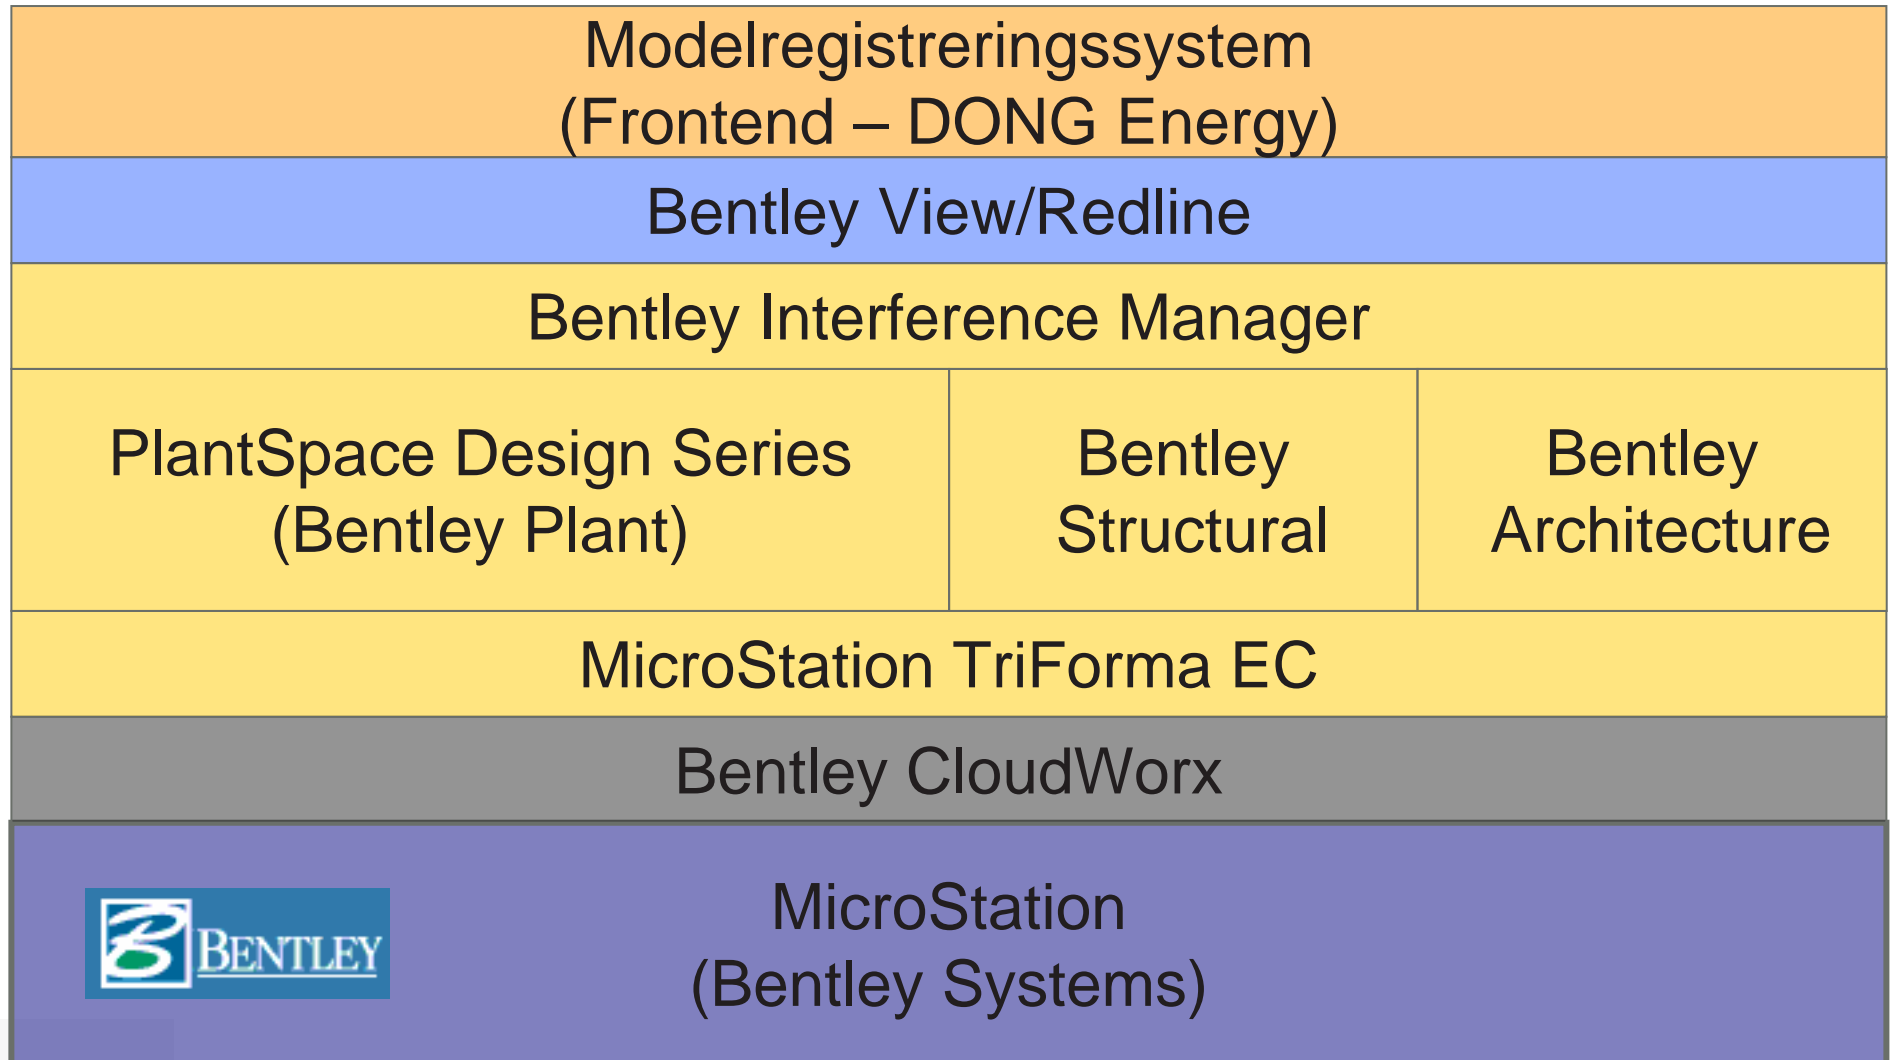 Modelregistreringssystem
(Frontend – DONG Energy)
Bentley View/Redline
Bentley Interference Manager
PlantSpace Design Series
(Bentley Plant)
Bentley
Structural
Bentley
Architecture
MicroStation TriForma EC
Bentley CloudWorx
BENTLEY
MicroStation
(Bentley Systems)